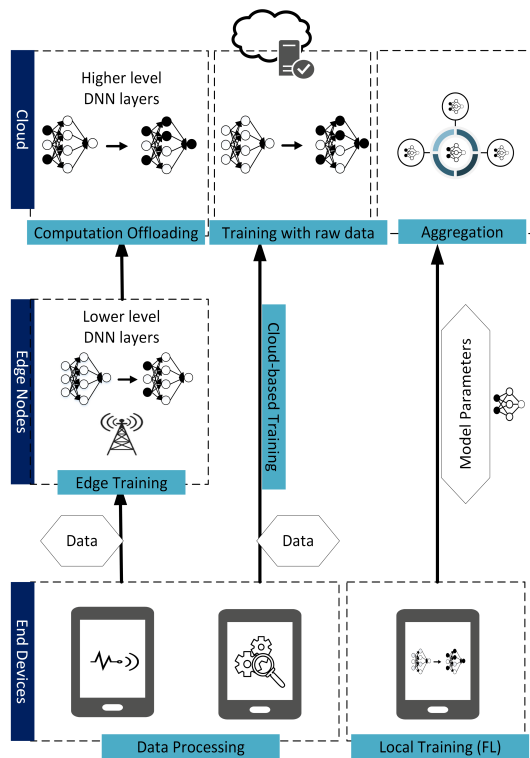 Cloud
Higher level
DNN layers
Computation Offloading
Training with raw data
Aggregation
Edge Nodes
Lower level
DNN layers
Edge Training
Cloud-based Training
Model Parameters
Data
Data
End Devices
Data Processing
Local Training (FL)